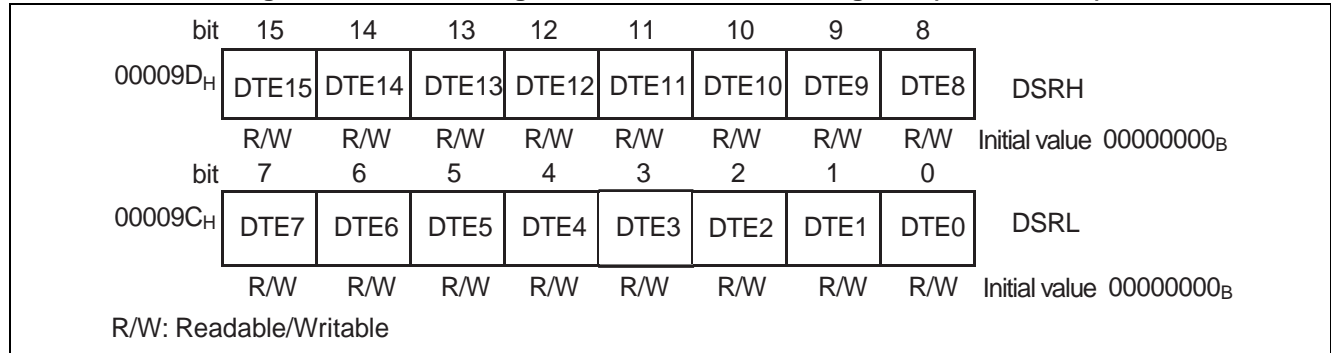 bit 15 14 13 12 11 10 9 8
00009DH DTE15 DTE14 DTE13 DTE12 DTE11 DTE10 DTE9 DTE8 DSRH
R/W R/W R/W R/W R/W R/W R/W R/W Initial value 00000000B
bit 7 6 5 4 3 2 1 0
00009CH DTE7 DTE6 DTE5 DTE4 DTE3 DTE2 DTE1 DTE0 DSRL
R/W R/W R/W R/W R/W R/W R/W R/W Initial value 00000000B
R/W: Readable/Writable